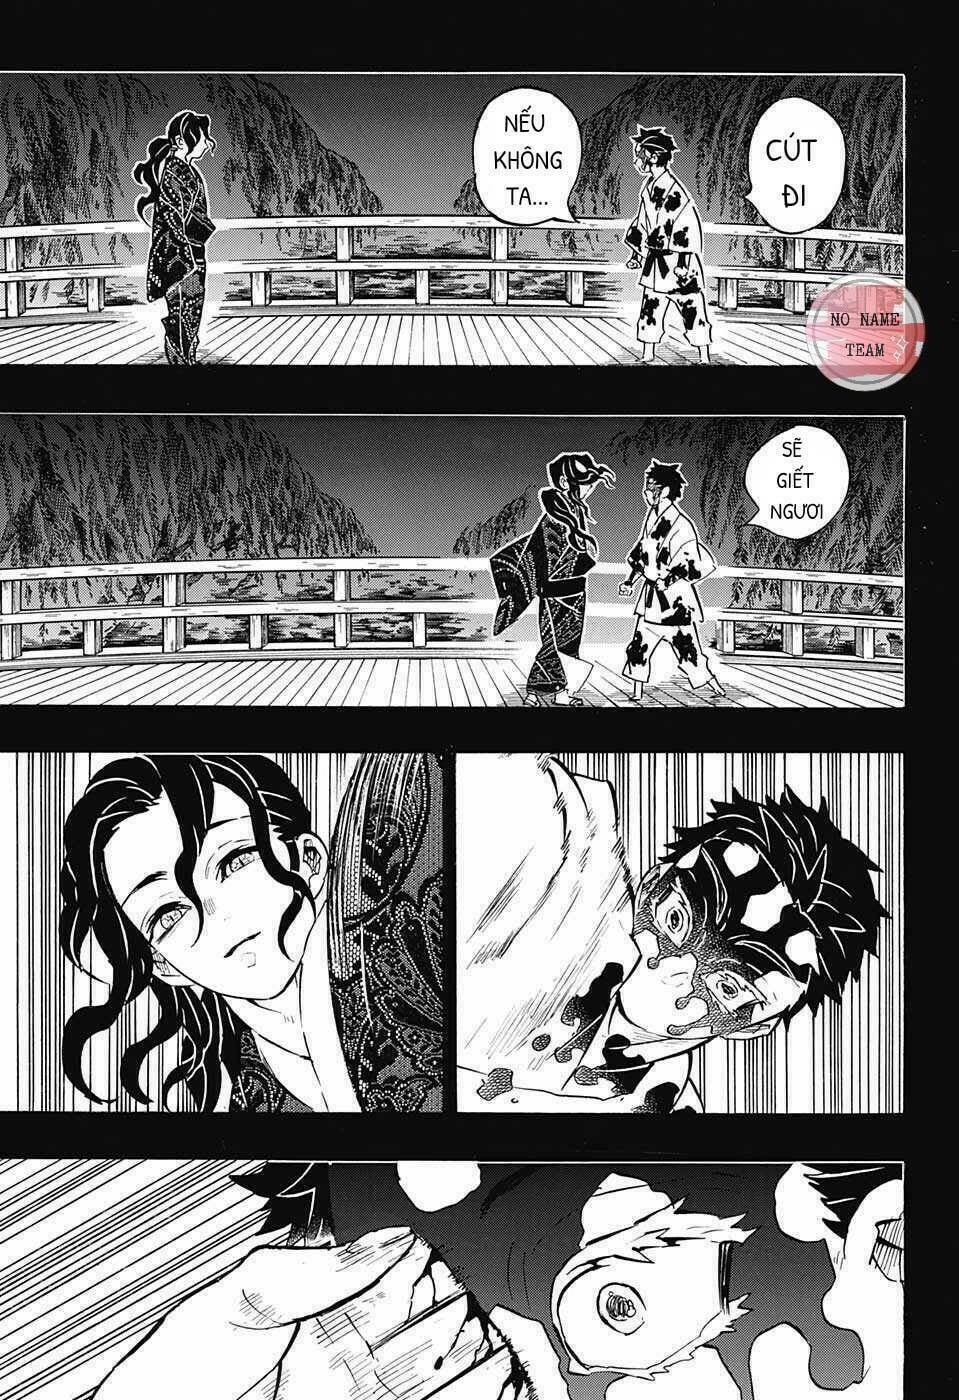 CÚT
ĐI
NẾU
KHÔNG
TA...
NO NAME
TEAM
SẼ
GIẾT
NGƯƠI